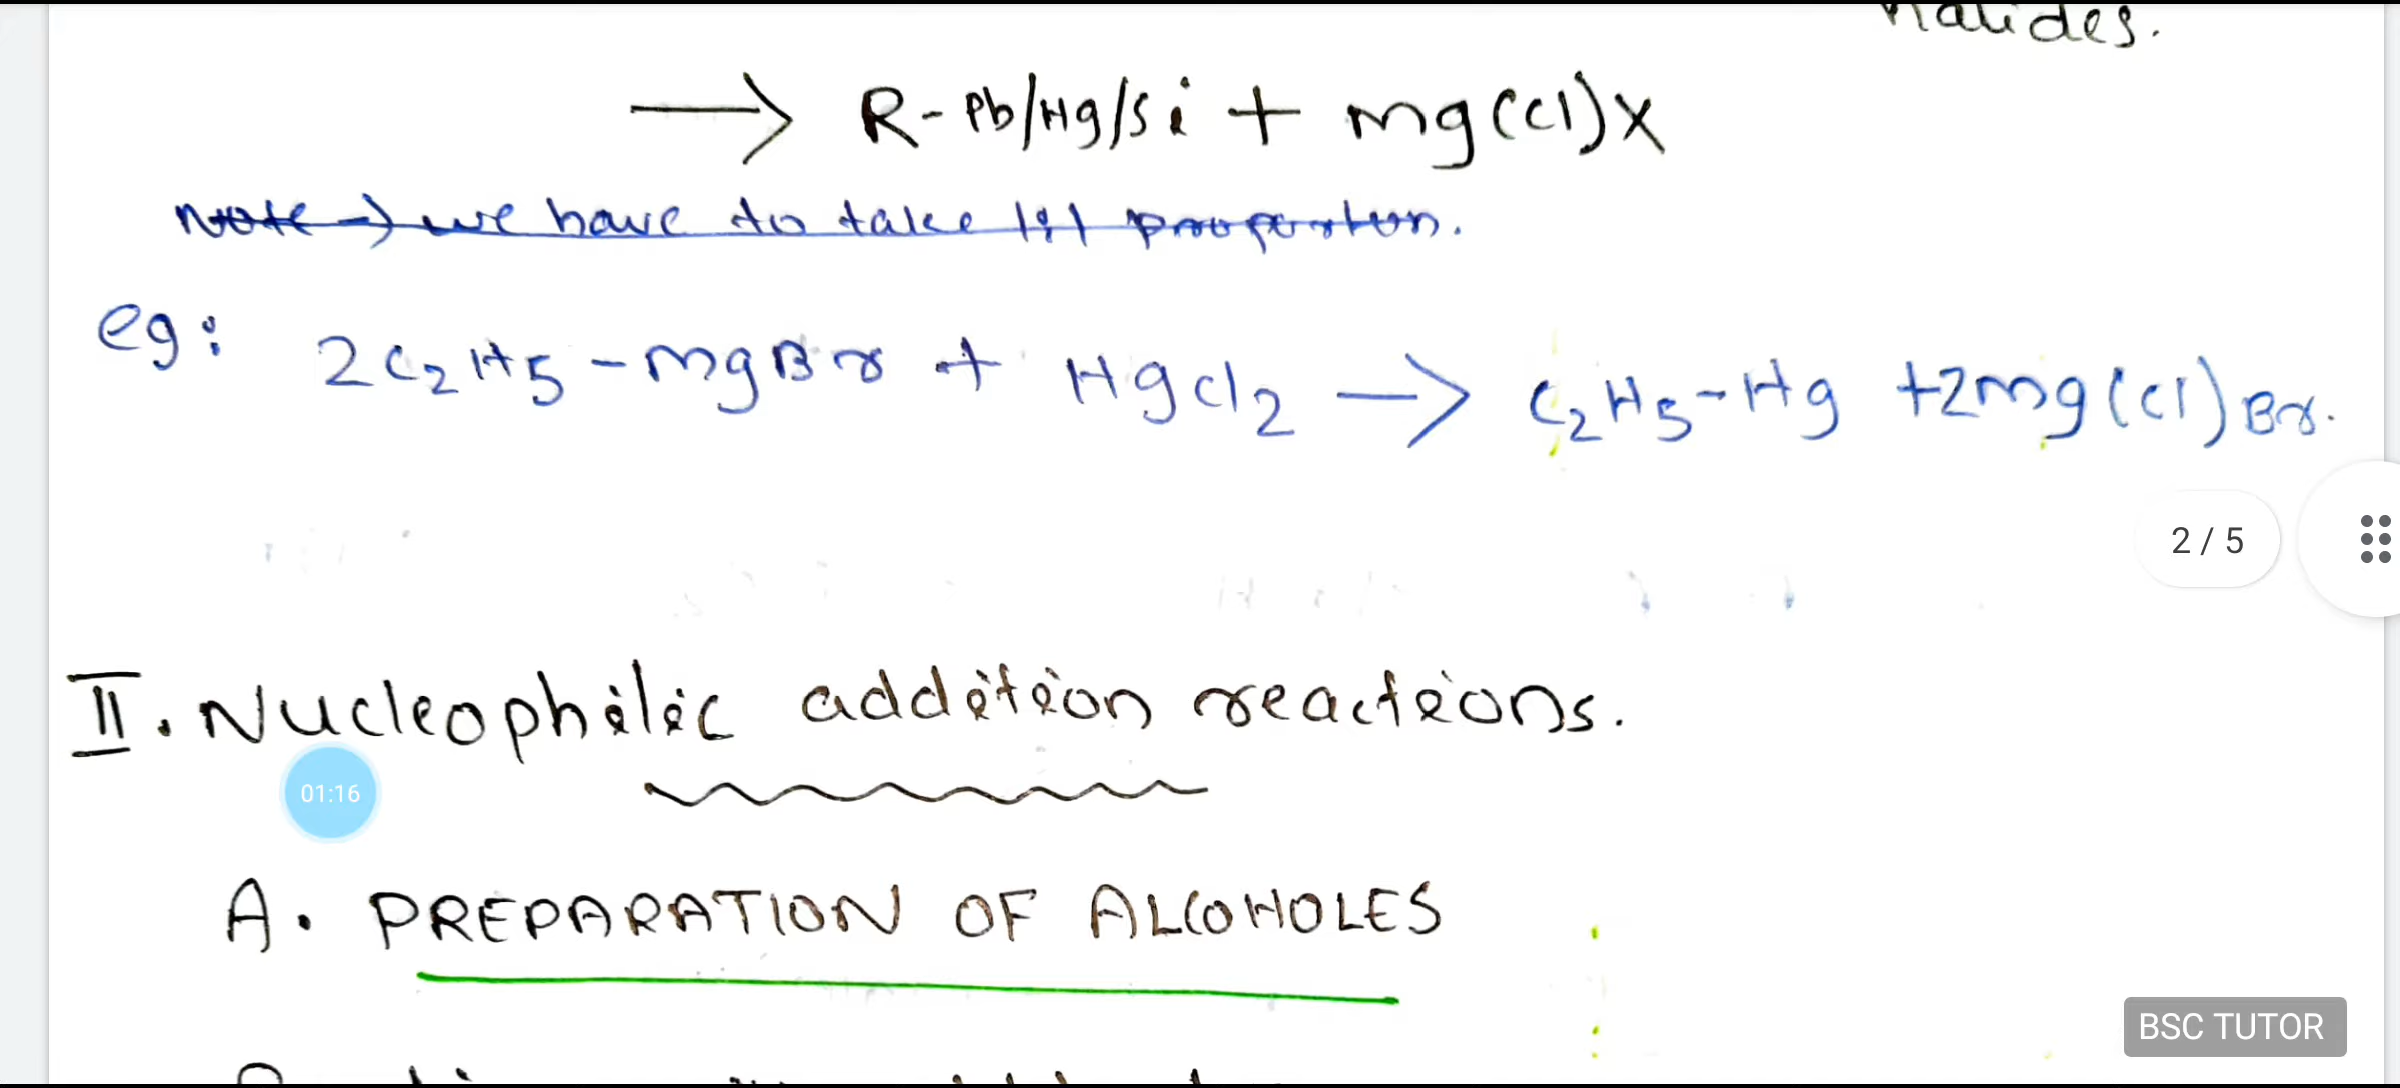 halides.
→ R-Pb/Hg/Si + Mg(Cl)X
Note → we have to take 1:1 proportion.
eg: 2C₂H₅-MgBr + HgCl₂ → C₂H₅-Hg +2Mg(Cl)Br.
2 / 5
II. Nucleophilic addition reactions.
01:16
A. PREPARATION OF ALCOHOLES
BSC TUTOR